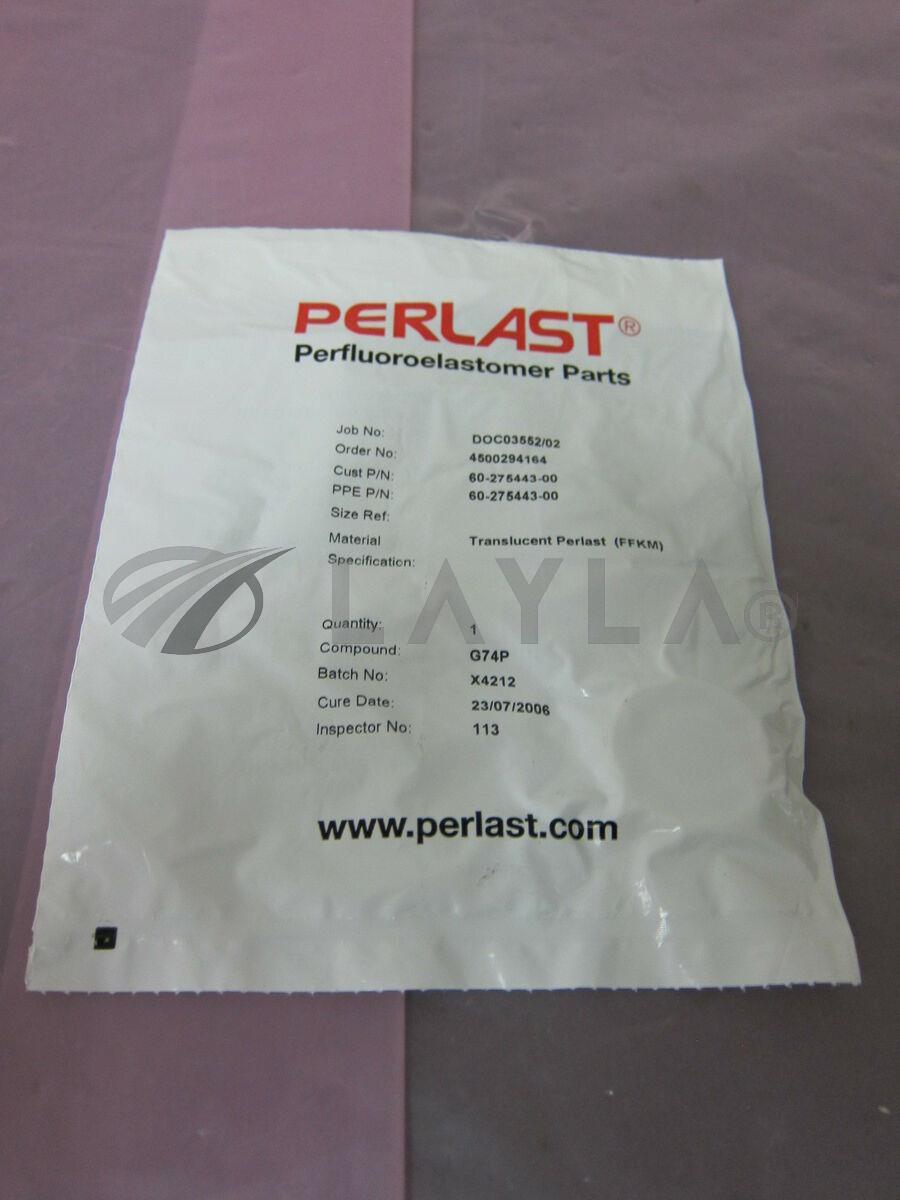 PERLAST®
Perfluoroelastomer Parts
Job No: DOC03552/02
Order No: 4500294164
Cust P/N: 60-275443-00
PPE P/N: 60-275443-00
Size Ref:
Material Translucent Perlast (FFKM)
Specification:
LAYLA®
Quantity: 1
Compound: G74P
Batch No: X4212
Cure Date: 23/07/2006
Inspector No: 113
www.perlast.com